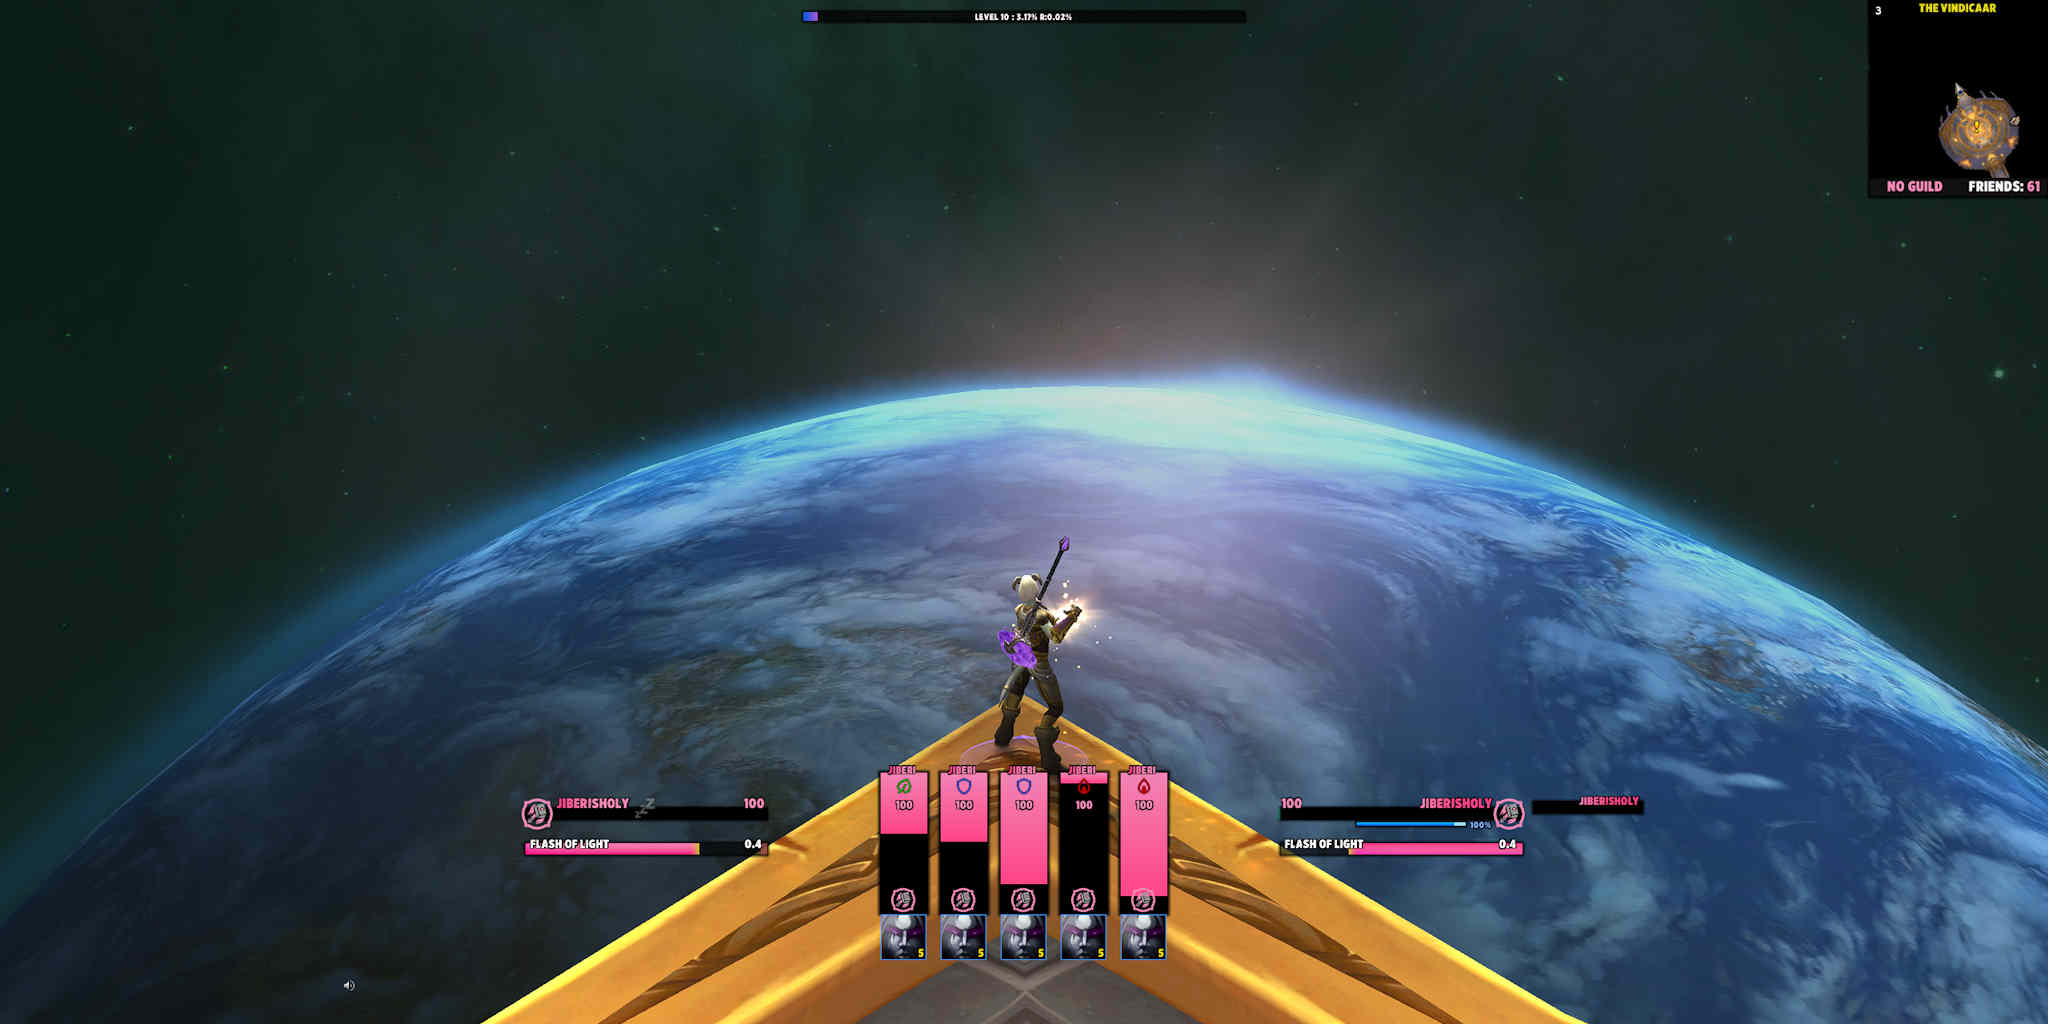 LEVEL 10 : 3.17% R:0.02%
3
THE VINDICAAR
NO GUILD
FRIENDS: 61
JIBERI
JIBERI
JIBERI
JIBERI
JIBERI
100
100
100
100
100
JIBERISHOLY
zzZ
100
FLASH OF LIGHT
0.4
100
JIBERISHOLY
JIBERISHOLY
100%
FLASH OF LIGHT
0.4
5
5
5
5
5